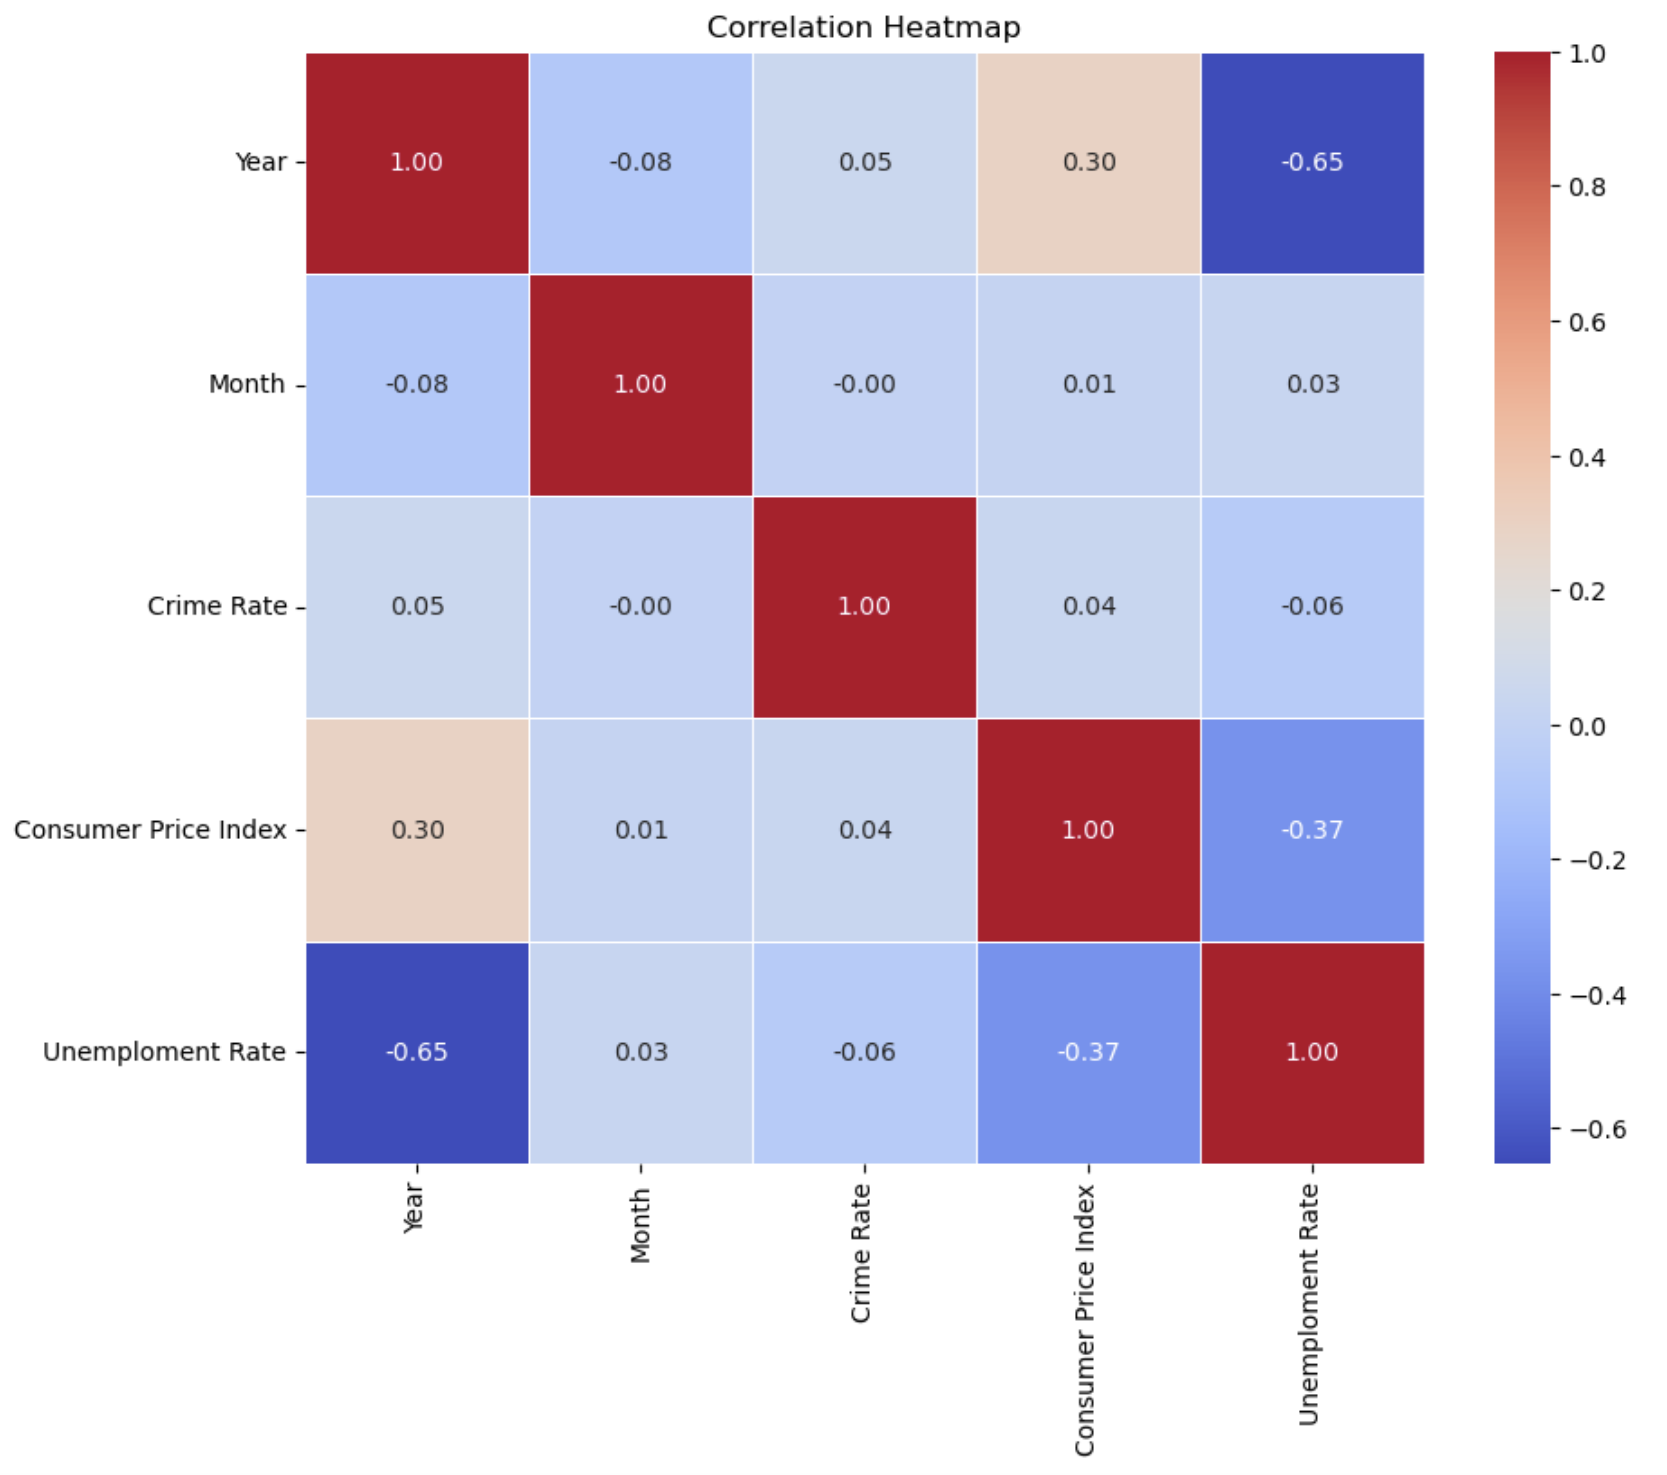 Correlation Heatmap
Year
1.00 -0.08 0.05 0.30 -0.65
Month
-0.08 1.00 -0.00 0.01 0.03
Crime Rate
0.05 -0.00 1.00 0.04 -0.06
Consumer Price Index
0.30 0.01 0.04 1.00 -0.37
Unemploment Rate
-0.65 0.03 -0.06 -0.37 1.00
Year
Month
Crime Rate
Consumer Price Index
Unemploment Rate
1.0
0.8
0.6
0.4
0.2
0.0
−0.2
−0.4
−0.6